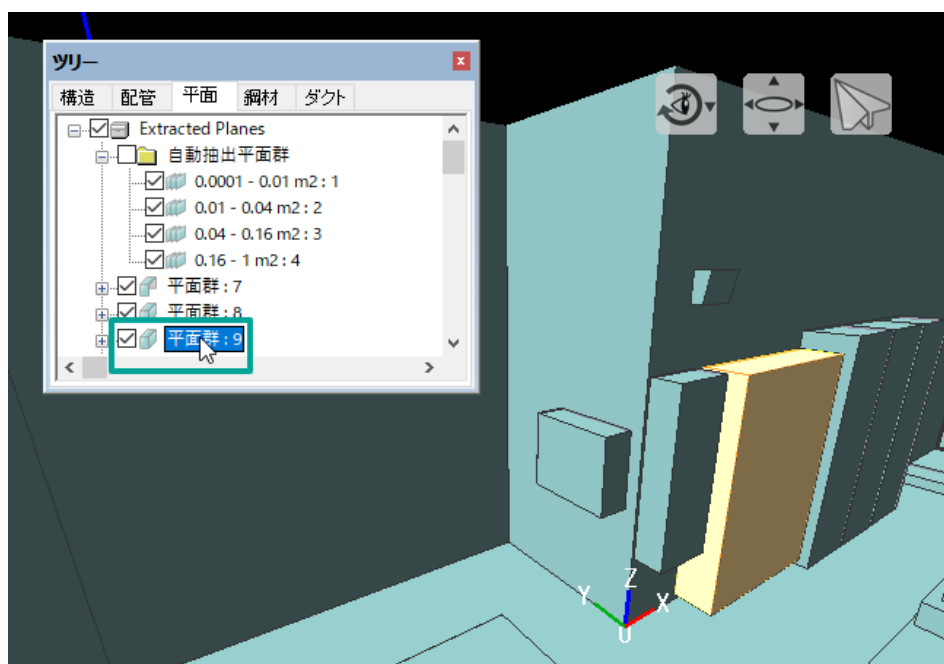 ツリー
構造 配管 平面 鋼材 ダクト
Extracted Planes
自動抽出平面群
0.0001 - 0.01 m2 : 1
0.01 - 0.04 m2 : 2
0.04 - 0.16 m2 : 3
0.16 - 1 m2 : 4
平面群 : 7
平面群 : 8
平面群 : 9
Z
Y
X
U